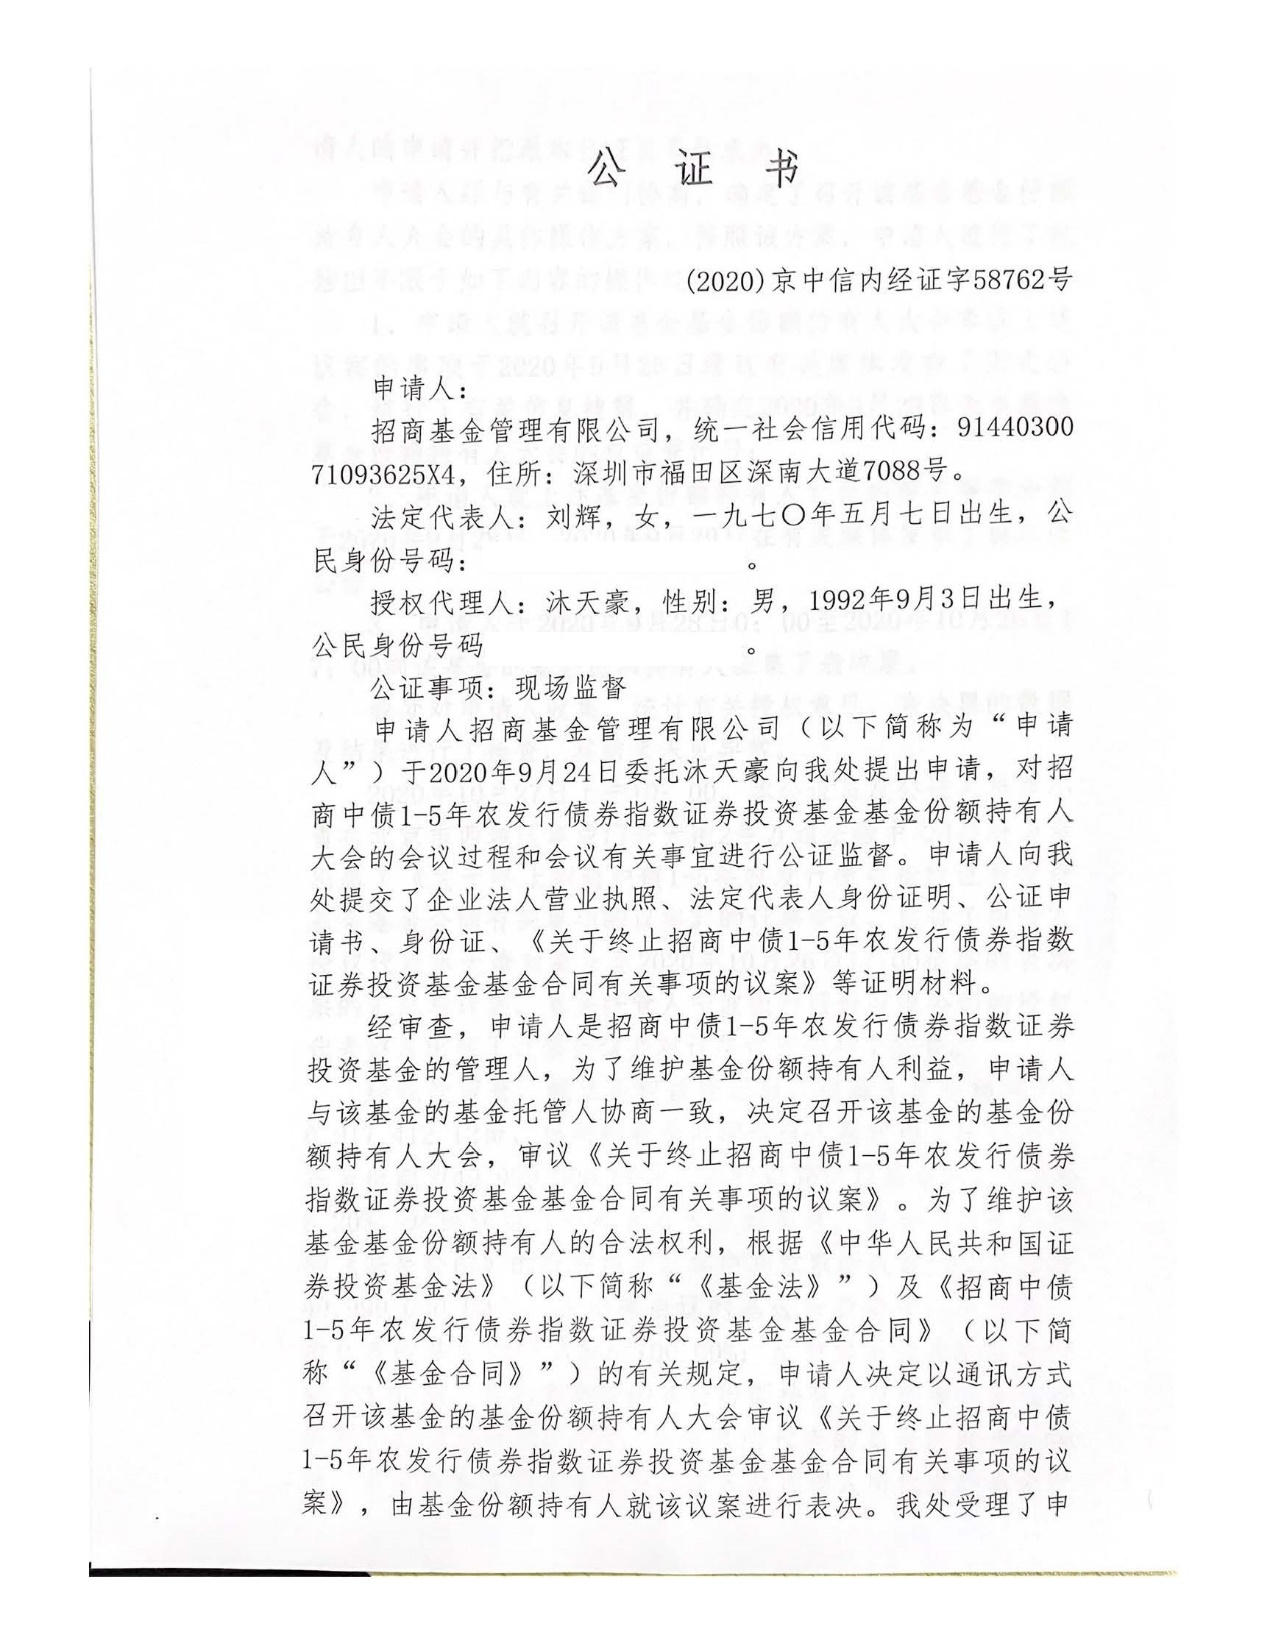 公 证 书
(2020)京中信内经证字58762号
申请人：
招商基金管理有限公司，统一社会信用代码：91440300
71093625X4，住所：深圳市福田区深南大道7088号。
法定代表人：刘辉，女，一九七〇年五月七日出生，公
民身份号码： 。
授权代理人：沐天豪，性别：男，1992年9月3日出生，
公民身份号码 。
公证事项：现场监督
申请人招商基金管理有限公司（以下简称为“申请
人”）于2020年9月24日委托沐天豪向我处提出申请，对招
商中债1-5年农发行债券指数证券投资基金基金份额持有人
大会的会议过程和会议有关事宜进行公证监督。申请人向我
处提交了企业法人营业执照、法定代表人身份证明、公证申
请书、身份证、《关于终止招商中债1-5年农发行债券指数
证券投资基金基金合同有关事项的议案》等证明材料。
经审查，申请人是招商中债1-5年农发行债券指数证券
投资基金的管理人，为了维护基金份额持有人利益，申请人
与该基金的基金托管人协商一致，决定召开该基金的基金份
额持有人大会，审议《关于终止招商中债1-5年农发行债券
指数证券投资基金基金合同有关事项的议案》。为了维护该
基金基金份额持有人的合法权利，根据《中华人民共和国证
券投资基金法》（以下简称“《基金法》”）及《招商中债
1-5年农发行债券指数证券投资基金基金合同》（以下简
称“《基金合同》”）的有关规定，申请人决定以通讯方式
召开该基金的基金份额持有人大会审议《关于终止招商中债
1-5年农发行债券指数证券投资基金基金合同有关事项的议
案》，由基金份额持有人就该议案进行表决。我处受理了申